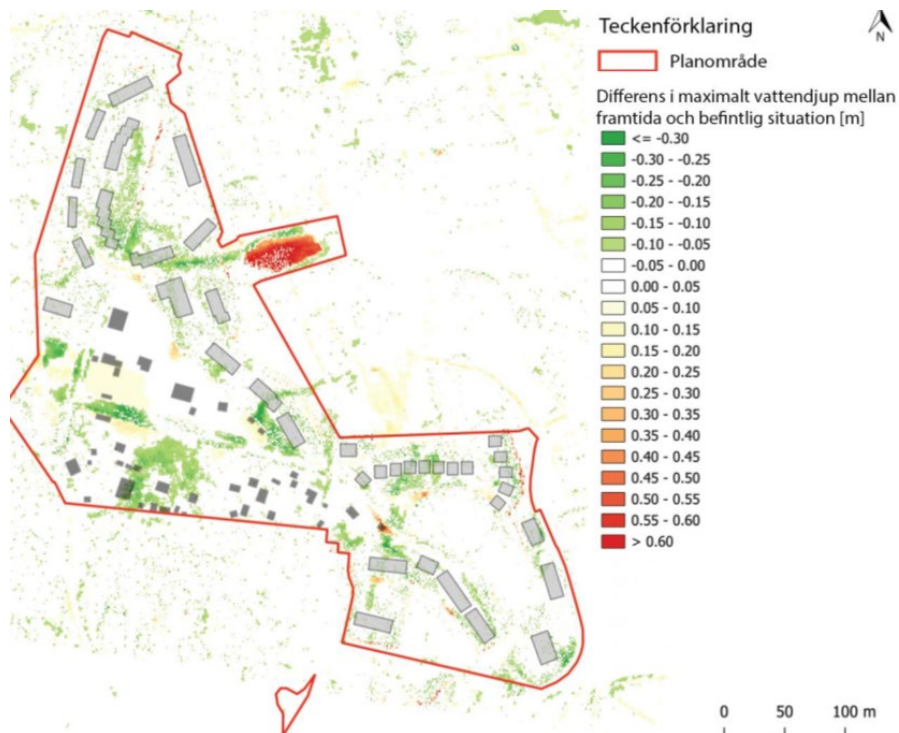 Teckenförklaring
N
Planområde
Differens i maximalt vattendjup mellan
framtida och befintlig situation [m]
<= -0.30
-0.30 - -0.25
-0.25 - -0.20
-0.20 - -0.15
-0.15 - -0.10
-0.10 - -0.05
-0.05 - 0.00
0.00 - 0.05
0.05 - 0.10
0.10 - 0.15
0.15 - 0.20
0.20 - 0.25
0.25 - 0.30
0.30 - 0.35
0.35 - 0.40
0.40 - 0.45
0.45 - 0.50
0.50 - 0.55
0.55 - 0.60
> 0.60
0 50 100 m